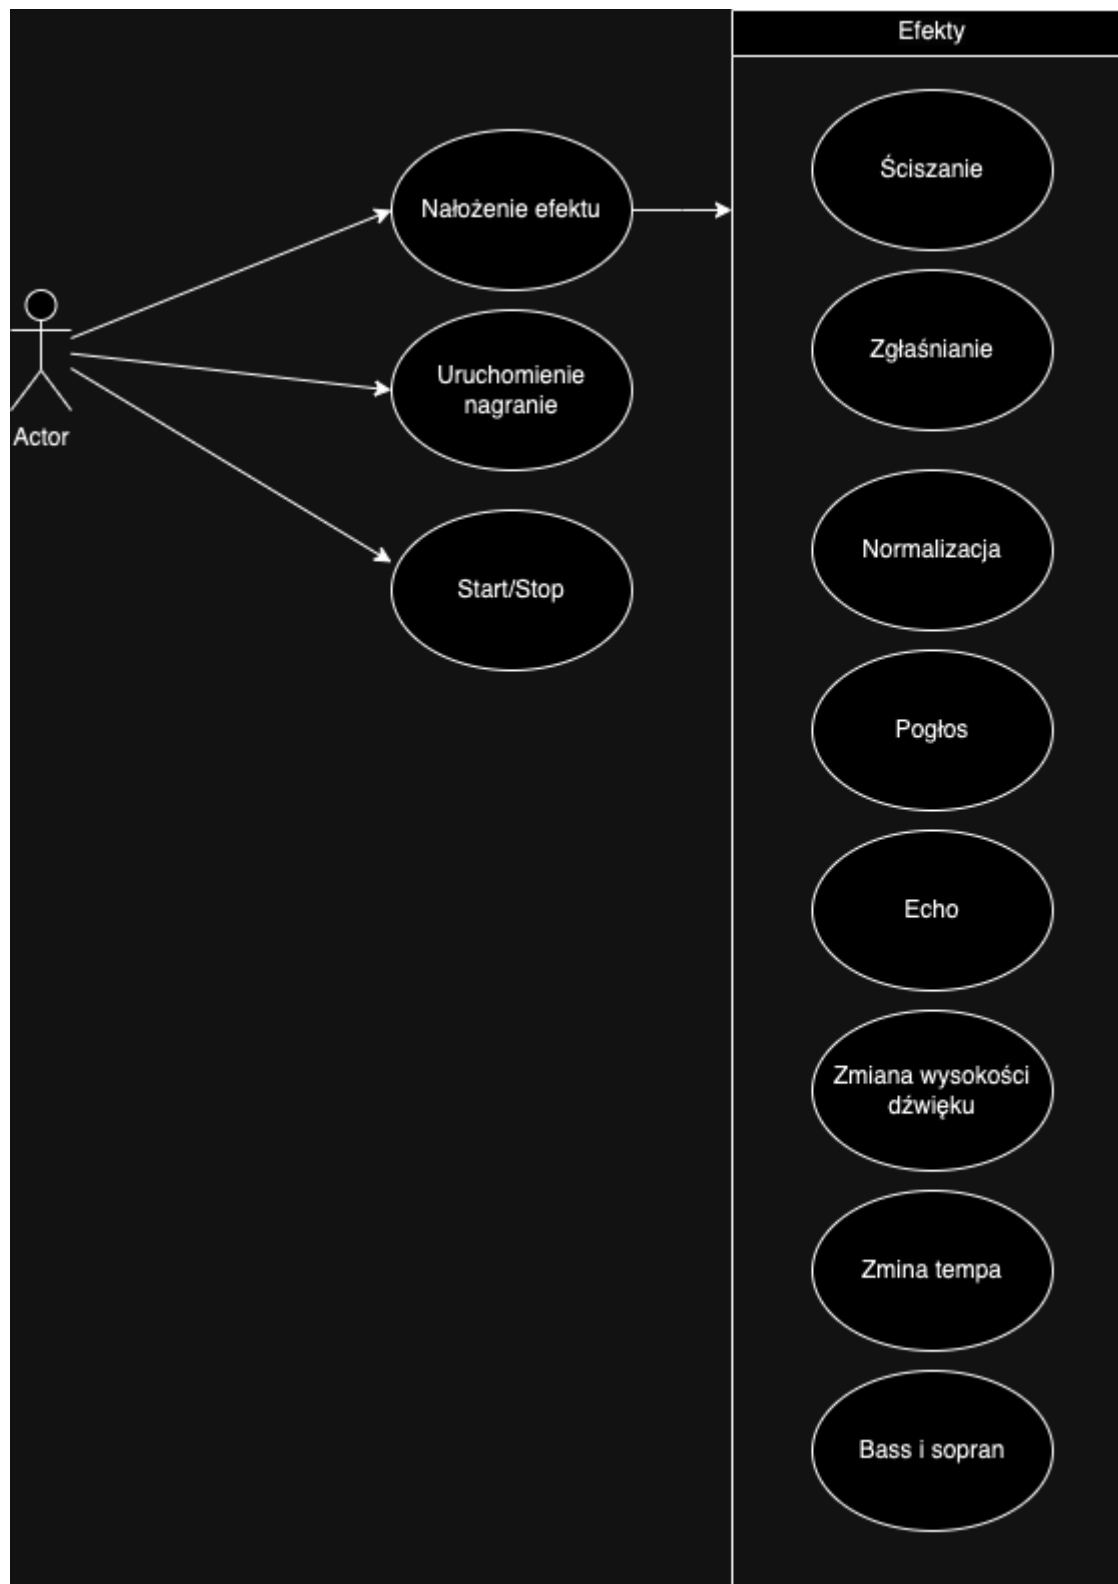 Efekty
Ściszanie
Nałożenie efektu
Zgłaśnianie
Uruchomienie
nagranie
Actor
Normalizacja
Start/Stop
Pogłos
Echo
Zmiana wysokości
dźwięku
Zmina tempa
Bass i sopran